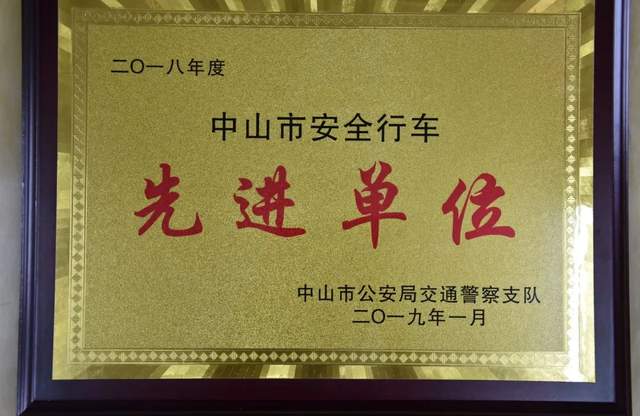 二〇一八年度
中山市安全行车
先进单位
中山市公安局交通警察支队
二〇一九年一月